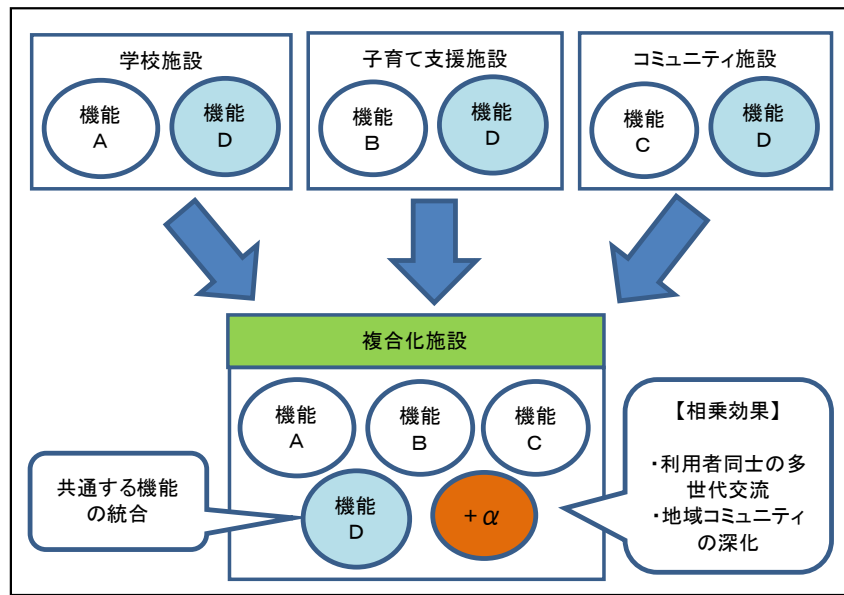 学校施設
機能
A
機能
D
子育て支援施設
機能
B
機能
D
コミュニティ施設
機能
C
機能
D
複合化施設
機能
A
機能
B
機能
C
機能
D
+α
共通する機能
の統合
【相乗効果】
・利用者同士の多
世代交流
・地域コミュニティ
の深化